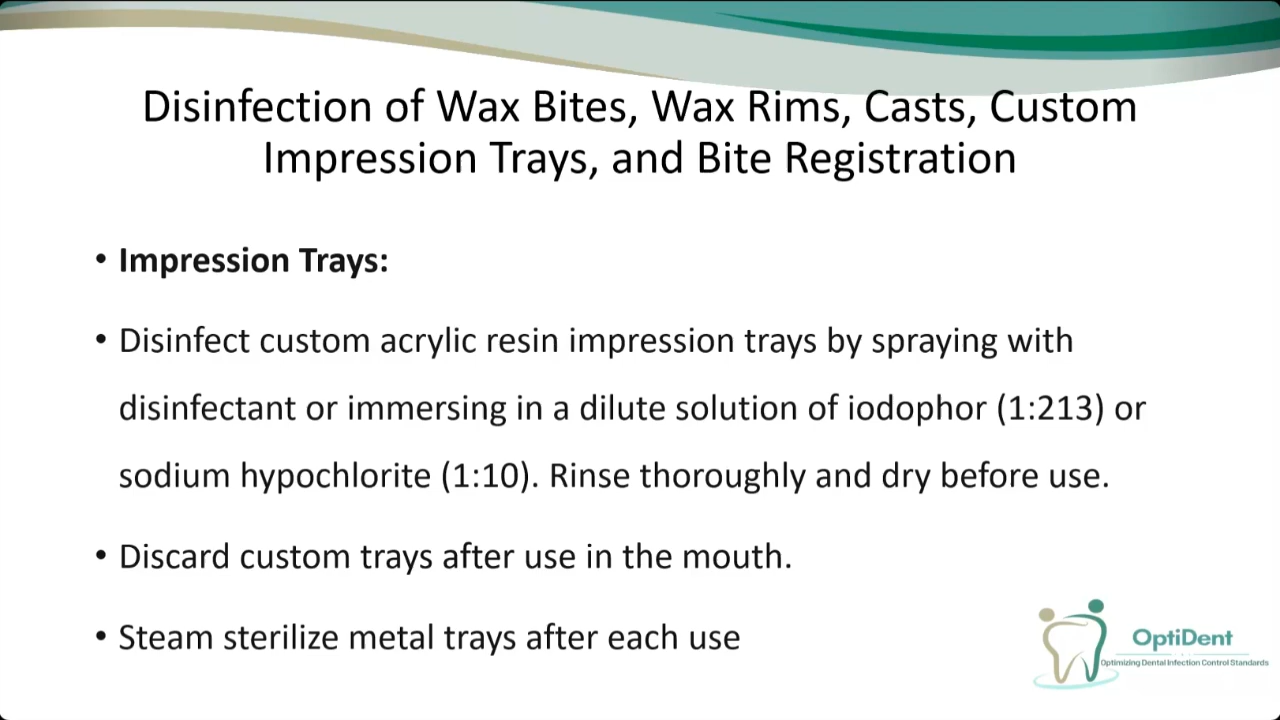 Disinfection of Wax Bites, Wax Rims, Casts, Custom
Impression Trays, and Bite Registration
• Impression Trays:
• Disinfect custom acrylic resin impression trays by spraying with
disinfectant or immersing in a dilute solution of iodophor (1:213) or
sodium hypochlorite (1:10). Rinse thoroughly and dry before use.
• Discard custom trays after use in the mouth.
• Steam sterilize metal trays after each use
OptiDent
Optimizing Dental Infection Control Standards